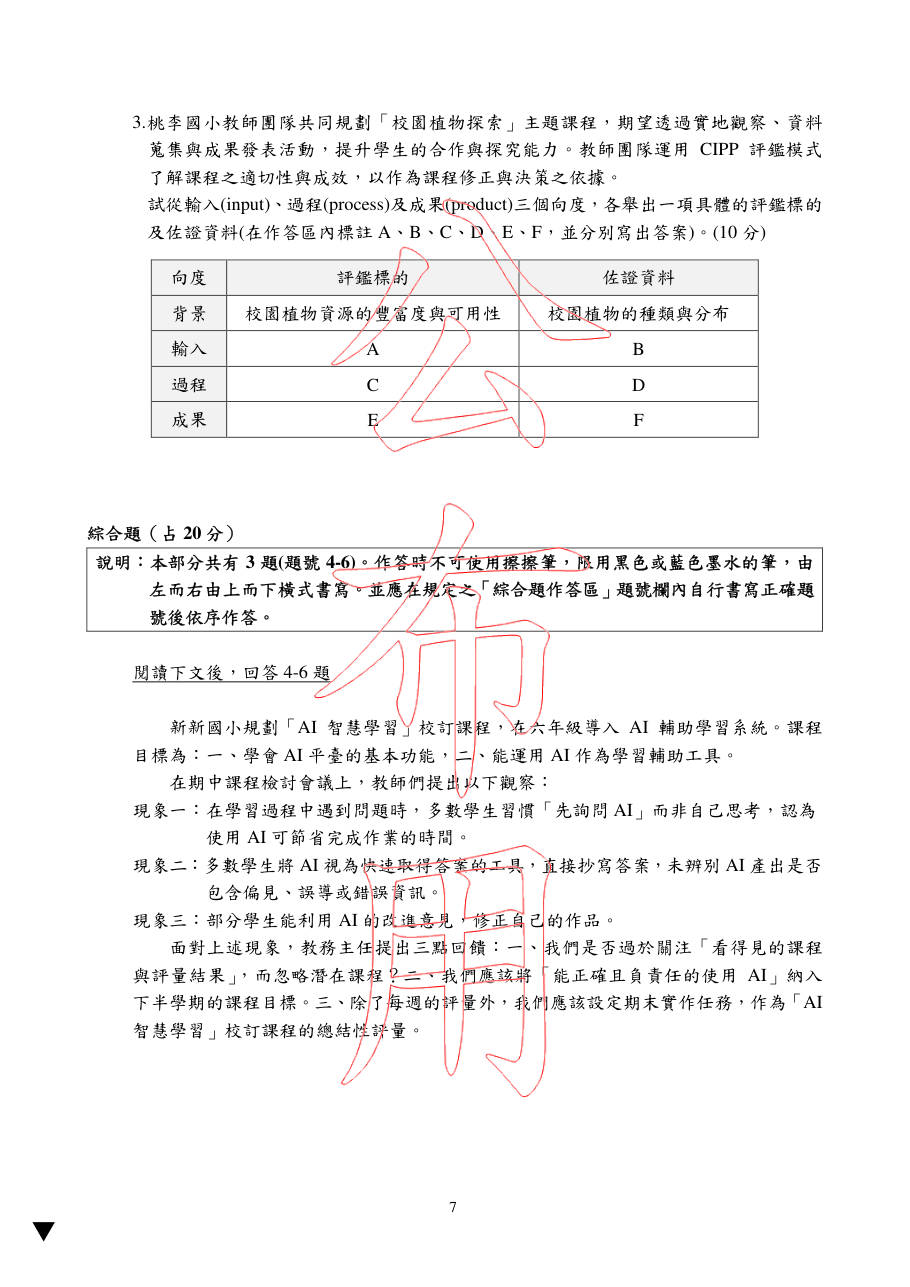 3.桃李國小教師團隊共同規劃「校園植物探索」主題課程，期望透過實地觀察、資料
蒐集與成果發表活動，提升學生的合作與探究能力。教師團隊運用 CIPP 評鑑模式
了解課程之適切性與成效，以作為課程修正與決策之依據。
試從輸入(input)、過程(process)及成果(product)三個向度，各舉出一項具體的評鑑標的
及佐證資料(在作答區內標註 A、B、C、D、E、F，並分別寫出答案)。(10 分)
向度 評鑑標的 佐證資料
背景 校園植物資源的豐富度與可用性 校園植物的種類與分布
輸入 A B
過程 C D
成果 E F
綜合題（占 20 分）
說明：本部分共有 3 題(題號 4-6)。作答時不可使用擦擦筆，限用黑色或藍色墨水的筆，由
左而右由上而下橫式書寫。並應在規定之「綜合題作答區」題號欄內自行書寫正確題
號後依序作答。
閱讀下文後，回答 4-6 題
新新國小規劃「AI 智慧學習」校訂課程，在六年級導入 AI 輔助學習系統。課程
目標為：一、學會 AI 平臺的基本功能，二、能運用 AI 作為學習輔助工具。
在期中課程檢討會議上，教師們提出以下觀察：
現象一：在學習過程中遇到問題時，多數學生習慣「先詢問 AI」而非自己思考，認為
使用 AI 可節省完成作業的時間。
現象二：多數學生將 AI 視為快速取得答案的工具，直接抄寫答案，未辨別 AI 產出是否
包含偏見、誤導或錯誤資訊。
現象三：部分學生能利用 AI 的改進意見，修正自己的作品。
面對上述現象，教務主任提出三點回饋：一、我們是否過於關注「看得見的課程
與評量結果」，而忽略潛在課程？二、我們應該將「能正確且負責任的使用 AI」納入
下半學期的課程目標。三、除了每週的評量外，我們應該設定期末實作任務，作為「AI
智慧學習」校訂課程的總結性評量。
公布用
7